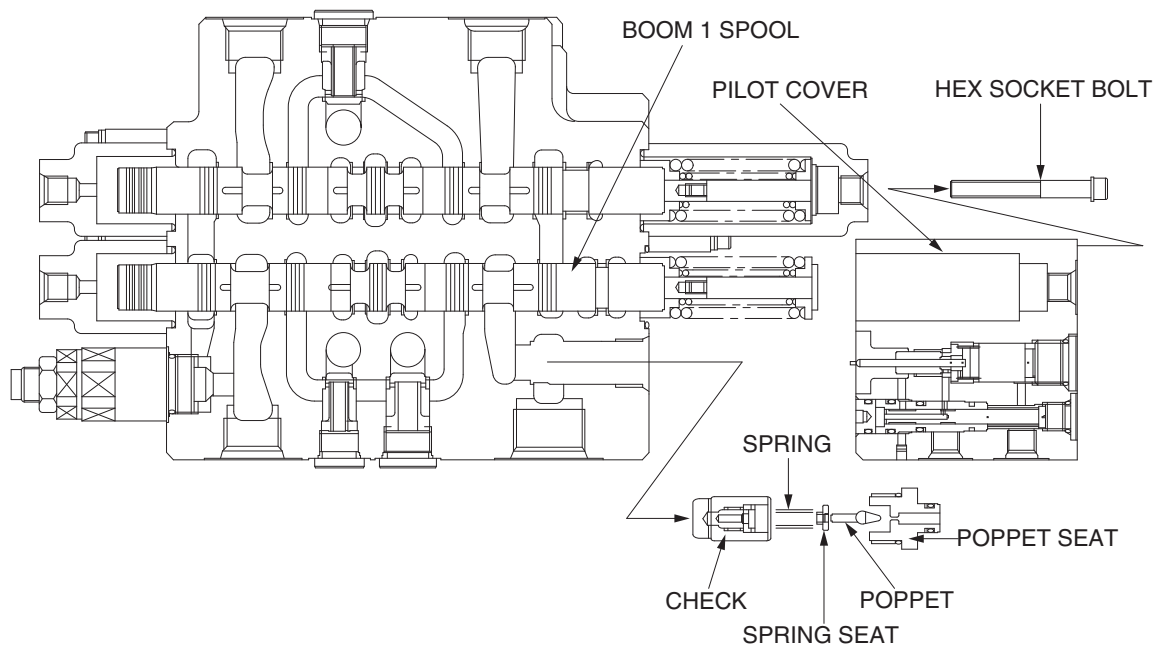 BOOM 1 SPOOL
PILOT COVER
HEX SOCKET BOLT
SPRING
POPPET SEAT
CHECK
POPPET
SPRING SEAT